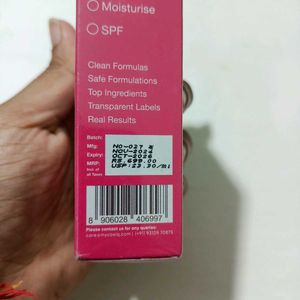 Moisturise
SPF
Clean Formulas
Safe Formulations
Top Ingredients
Transparent Labels
Real Results
Batch: NO-027
Mfg: NOV-2024
Expiry: OCT-2026
MRP: RS.699.00
Incl of all Taxes USP: 23.30/ml
8 906028 406997
Please contact us for any queries: